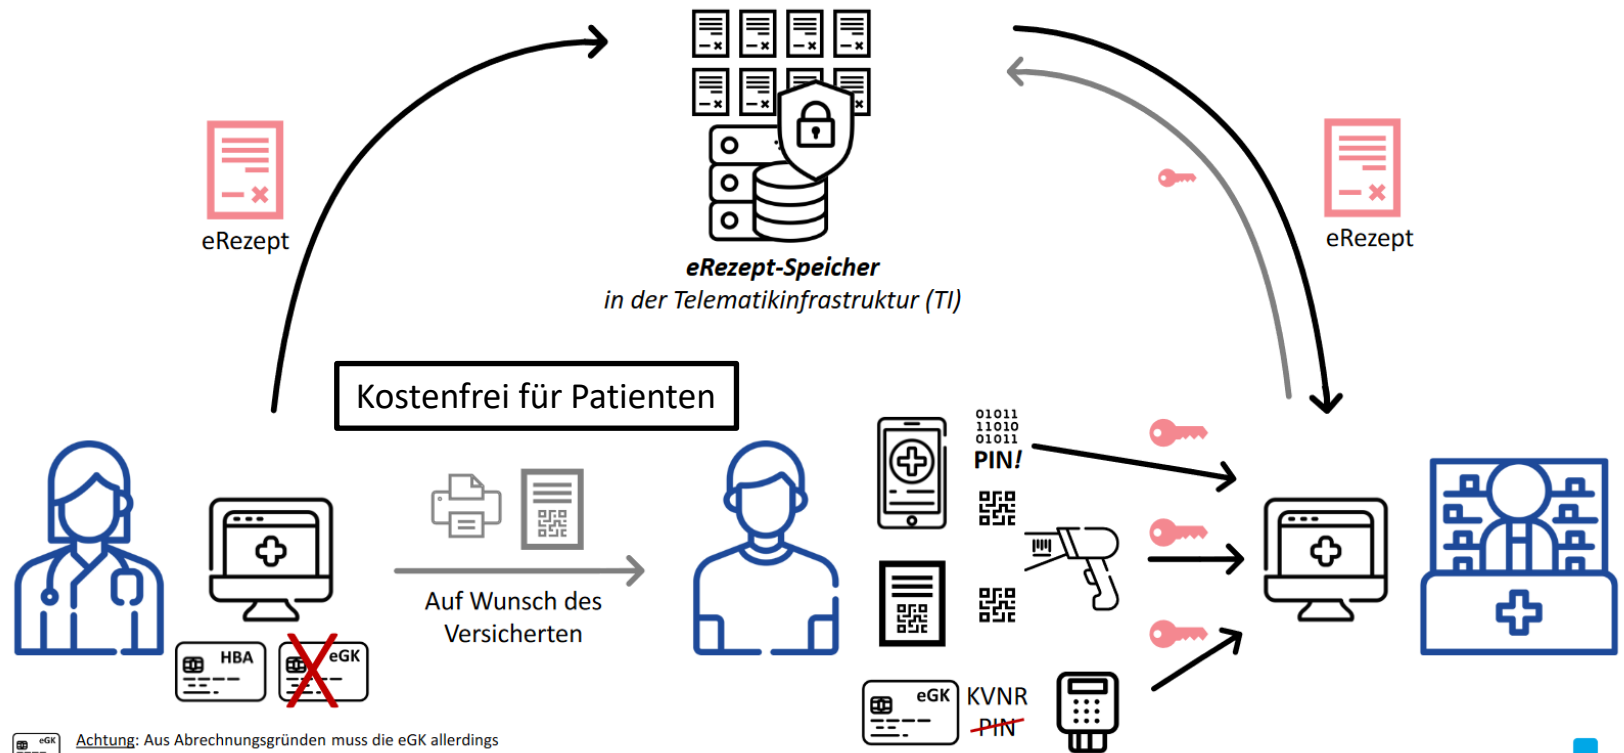 eRezept
eRezept
eRezept-Speicher
in der Telematikinfrastruktur (TI)
Kostenfrei für Patienten
Auf Wunsch des
Versicherten
HBA
eGK
01011
11010
01011
PIN!
eGK
KVNR
PIN
eGK
Achtung: Aus Abrechnungsgründen muss die eGK allerdings